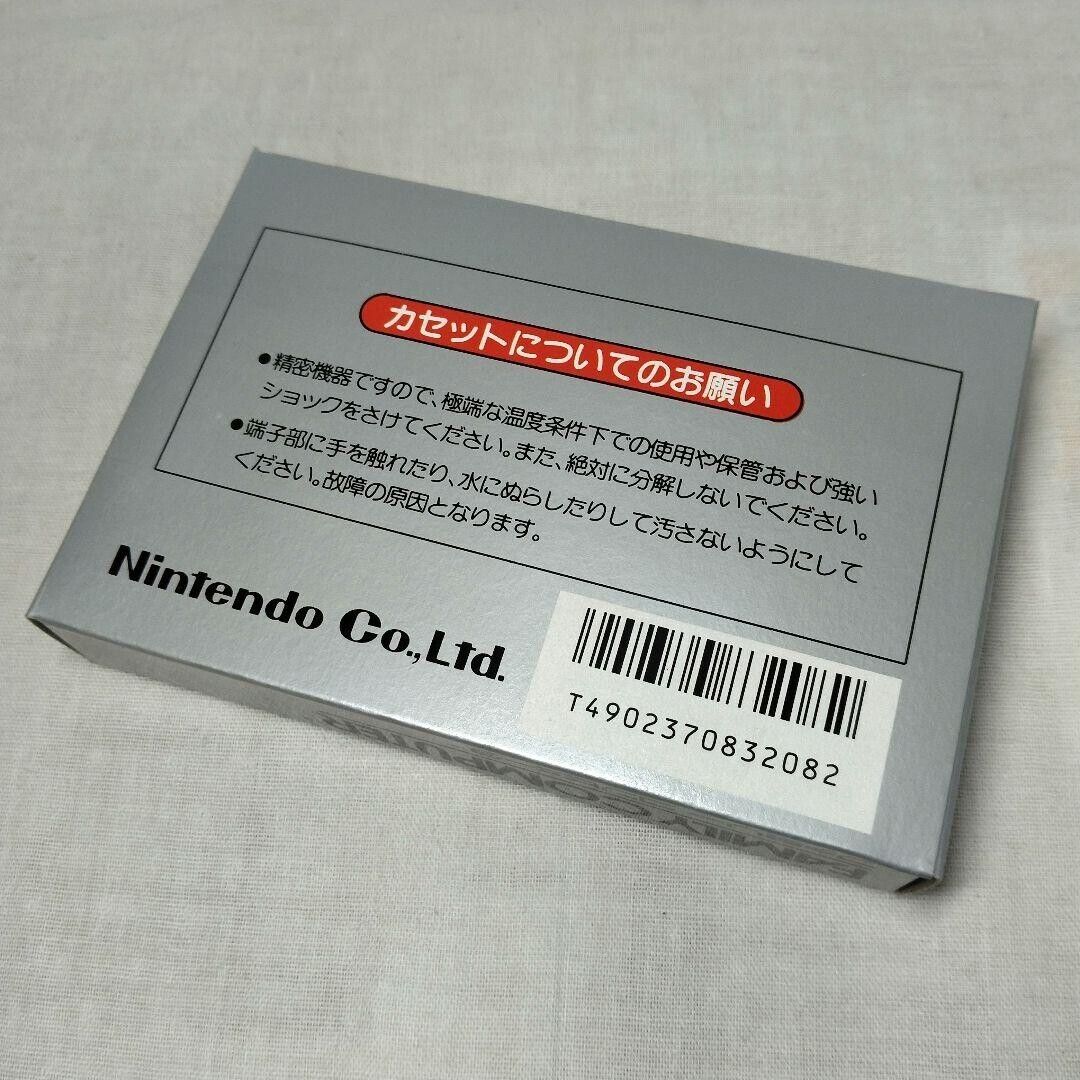 カセットについてのお願い
●精密機器ですので、極端な温度条件下での使用や保管および強い
ショックをさけてください。また、絶対に分解しないでください。
●端子部に手を触れたり、水にぬらしたりして汚さないようにして
ください。故障の原因となります。
Nintendo Co.,Ltd.
T4902370832082
FAMILY COMPUTER